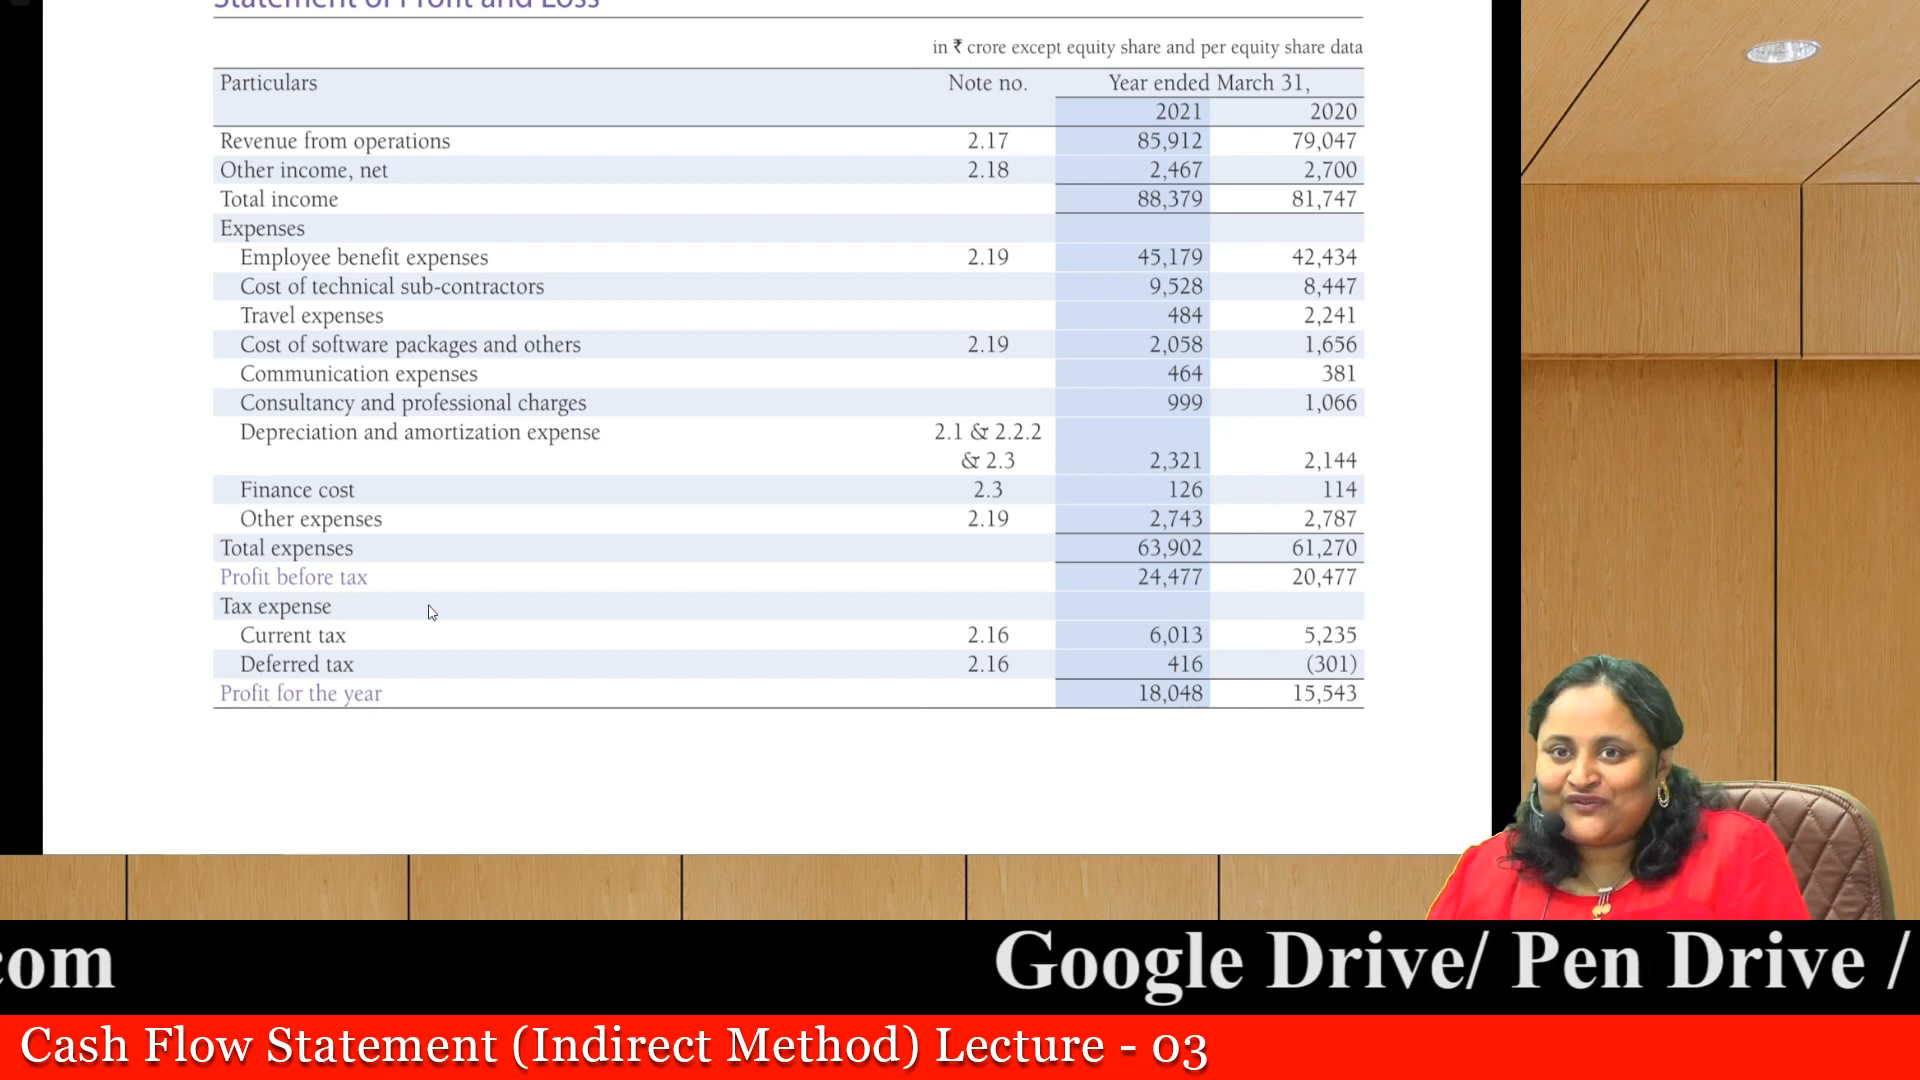 Statement of Profit and Loss
in ₹ crore except equity share and per equity share data
Particulars Note no. Year ended March 31,
2021 2020
Revenue from operations 2.17 85,912 79,047
Other income, net 2.18 2,467 2,700
Total income 88,379 81,747
Expenses
Employee benefit expenses 2.19 45,179 42,434
Cost of technical sub-contractors 9,528 8,447
Travel expenses 484 2,241
Cost of software packages and others 2.19 2,058 1,656
Communication expenses 464 381
Consultancy and professional charges 999 1,066
Depreciation and amortization expense 2.1 & 2.2.2
& 2.3 2,321 2,144
Finance cost 2.3 126 114
Other expenses 2.19 2,743 2,787
Total expenses 63,902 61,270
Profit before tax 24,477 20,477
Tax expense
Current tax 2.16 6,013 5,235
Deferred tax 2.16 416 (301)
Profit for the year 18,048 15,543
com Google Drive/ Pen Drive /
Cash Flow Statement (Indirect Method) Lecture - 03